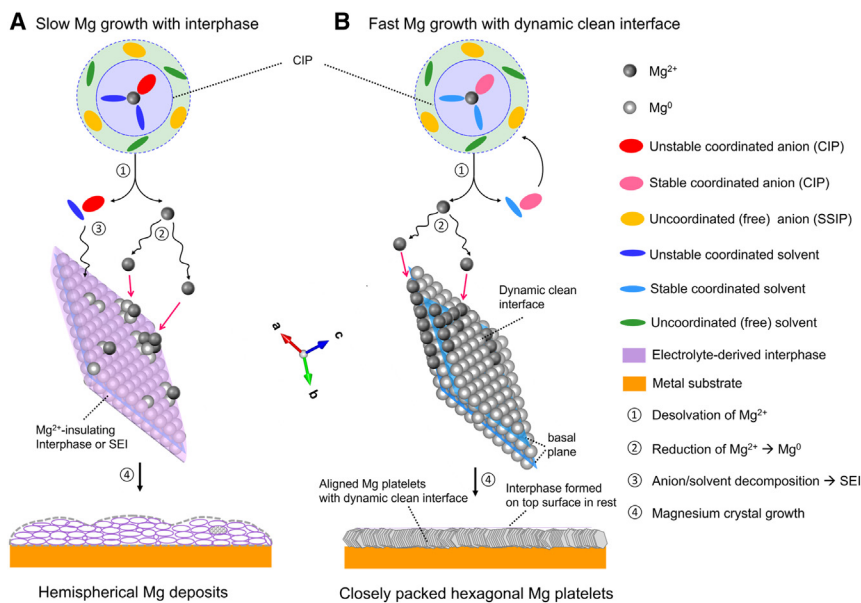 A Slow Mg growth with interphase
B Fast Mg growth with dynamic clean interface
CIP
①
②
③
Mg²⁺-insulating
Interphase or SEI
④
Hemispherical Mg deposits
a
c
b
①
②
Dynamic clean
interface
basal
plane
④
Aligned Mg platelets
with dynamic clean interface
Interphase formed
on top surface in rest
Closely packed hexagonal Mg platelets
Mg²⁺
Mg⁰
Unstable coordinated anion (CIP)
Stable coordinated anion (CIP)
Uncoordinated (free) anion (SSIP)
Unstable coordinated solvent
Stable coordinated solvent
Uncoordinated (free) solvent
Electrolyte-derived interphase
Metal substrate
① Desolvation of Mg²⁺
② Reduction of Mg²⁺ → Mg⁰
③ Anion/solvent decomposition → SEI
④ Magnesium crystal growth